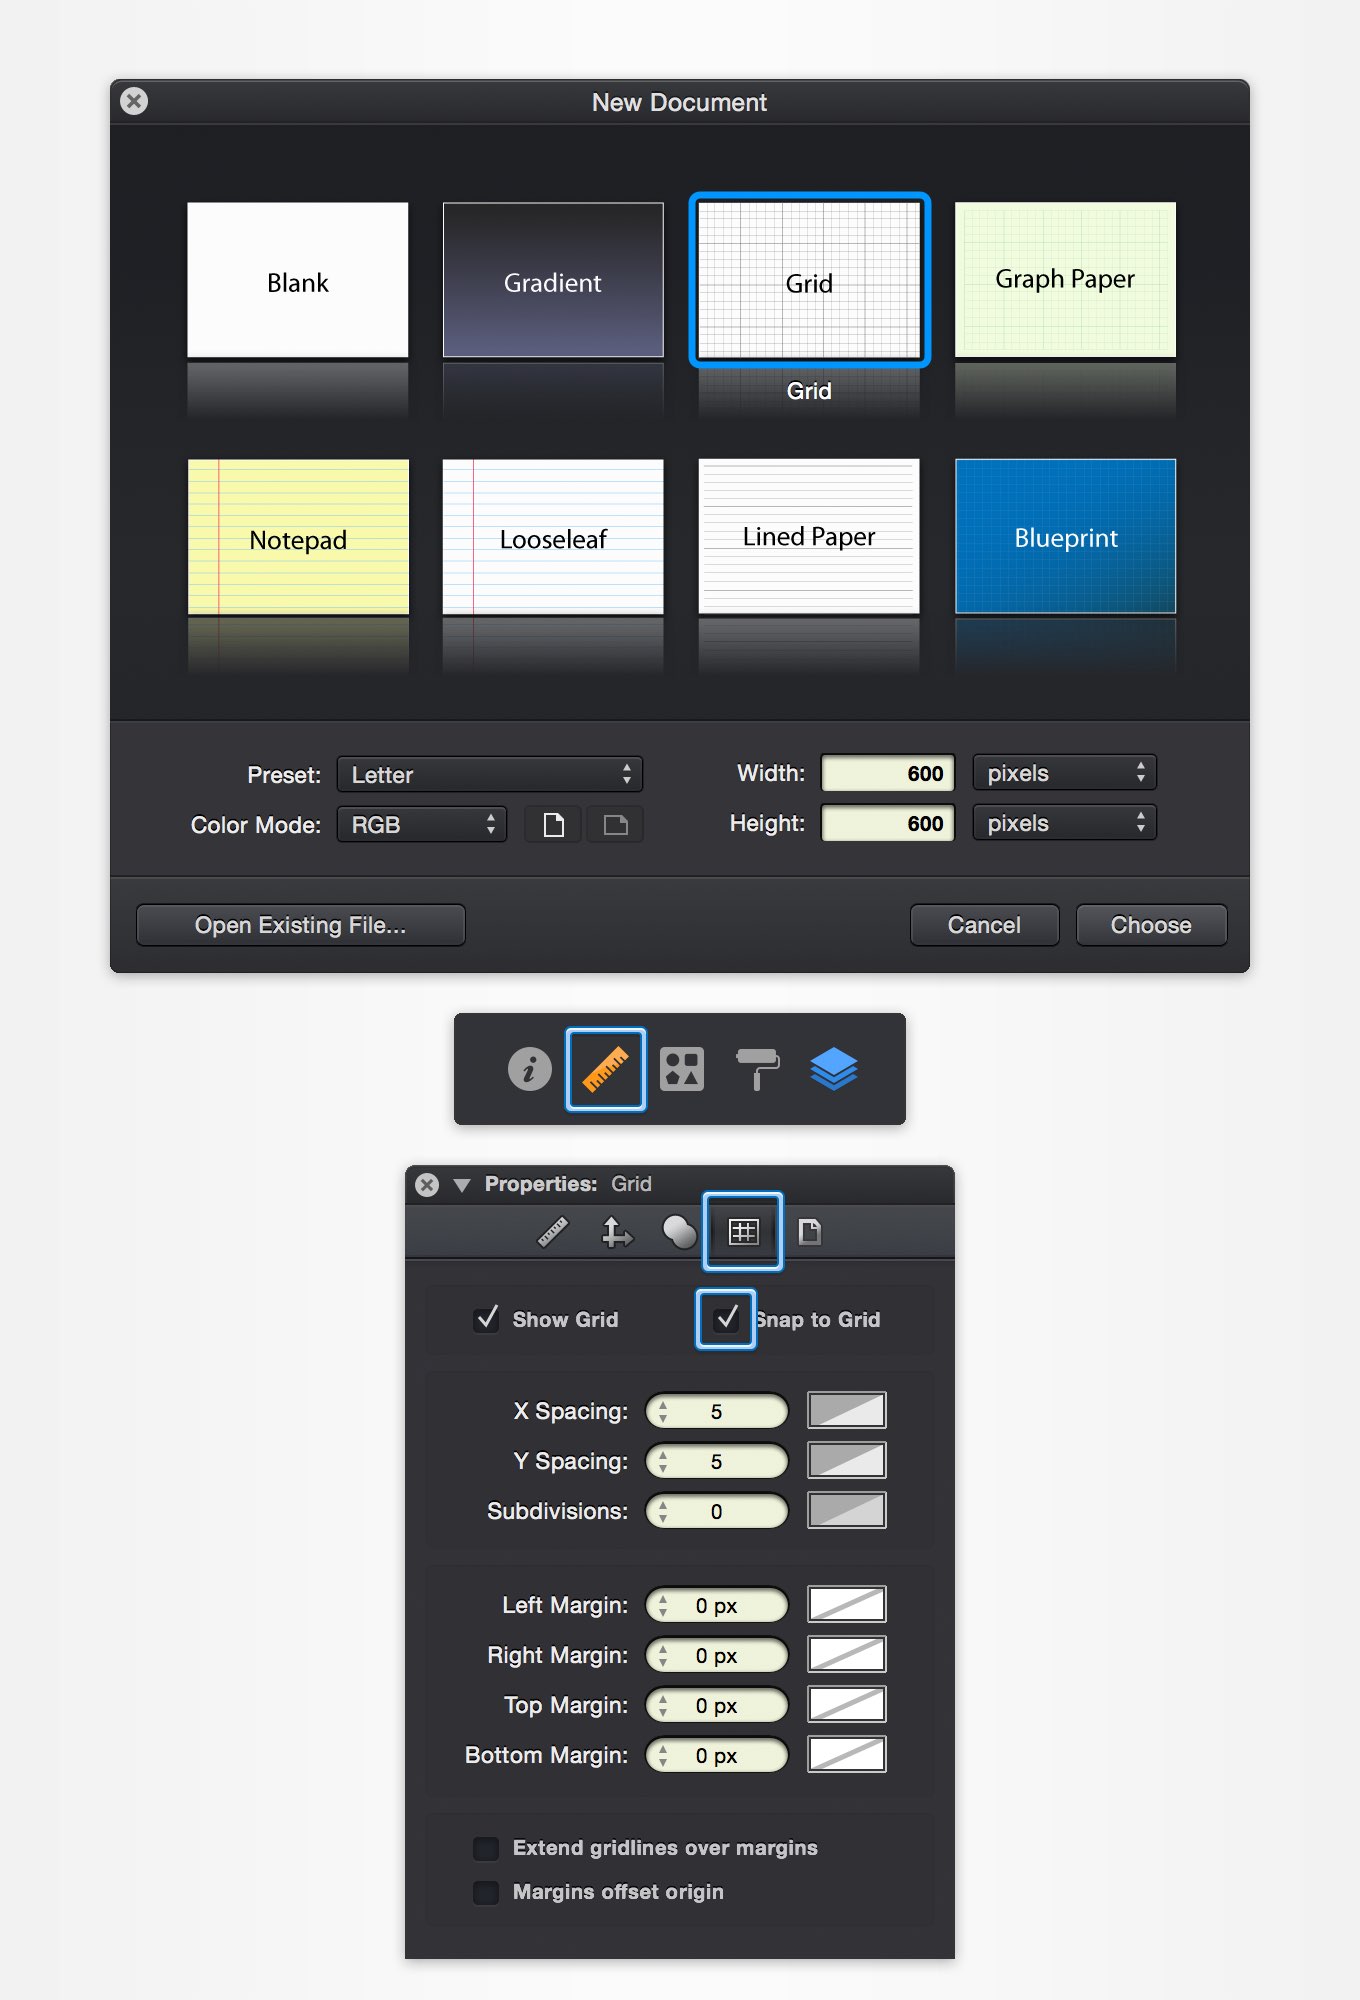 New Document
Blank
Gradient
Grid
Graph Paper
Grid
Notepad
Looseleaf
Lined Paper
Blueprint
Preset: Letter
Width: 600 pixels
Color Mode: RGB
Height: 600 pixels
Open Existing File...
Cancel
Choose
i
Properties: Grid
Show Grid
Snap to Grid
X Spacing: 5
Y Spacing: 5
Subdivisions: 0
Left Margin: 0 px
Right Margin: 0 px
Top Margin: 0 px
Bottom Margin: 0 px
Extend gridlines over margins
Margins offset origin